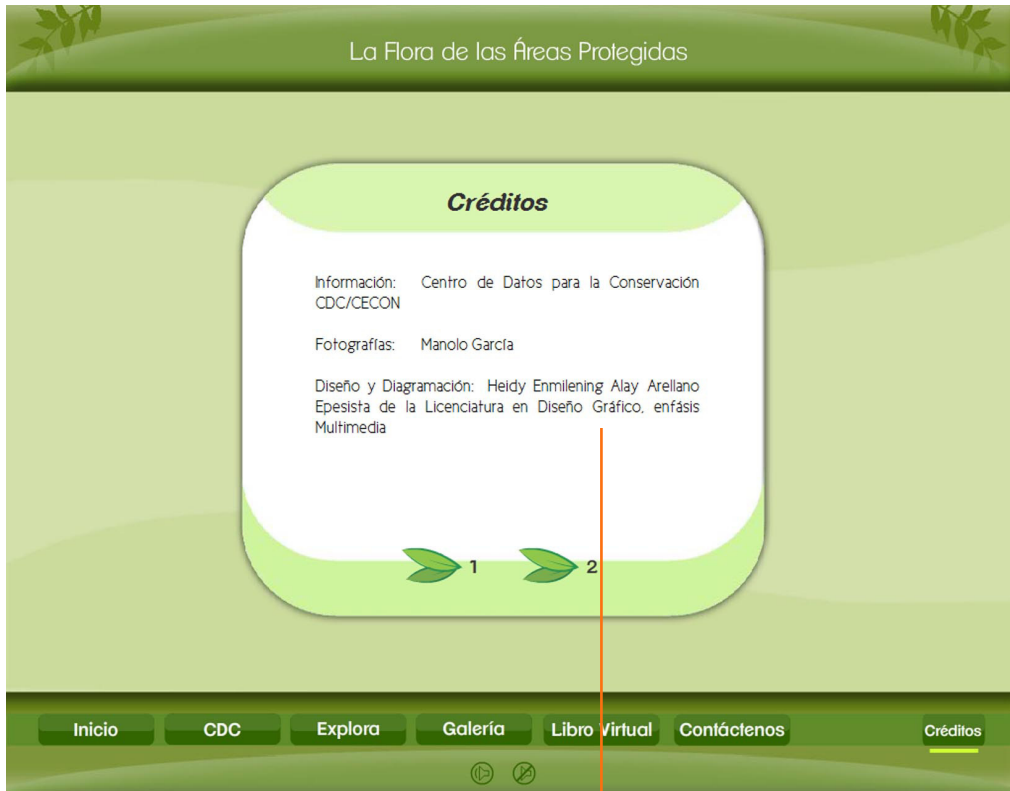 La Flora de las Áreas Protegidas
Créditos
Información: Centro de Datos para la Conservación
CDC/CECON
Fotografías: Manolo García
Diseño y Diagramación: Heidy Enmilening Alay Arellano
Epesista de la Licenciatura en Diseño Gráfico, enfásis
Multimedia
1 2
Inicio CDC Explora Galería Libro Virtual Contáctenos Créditos